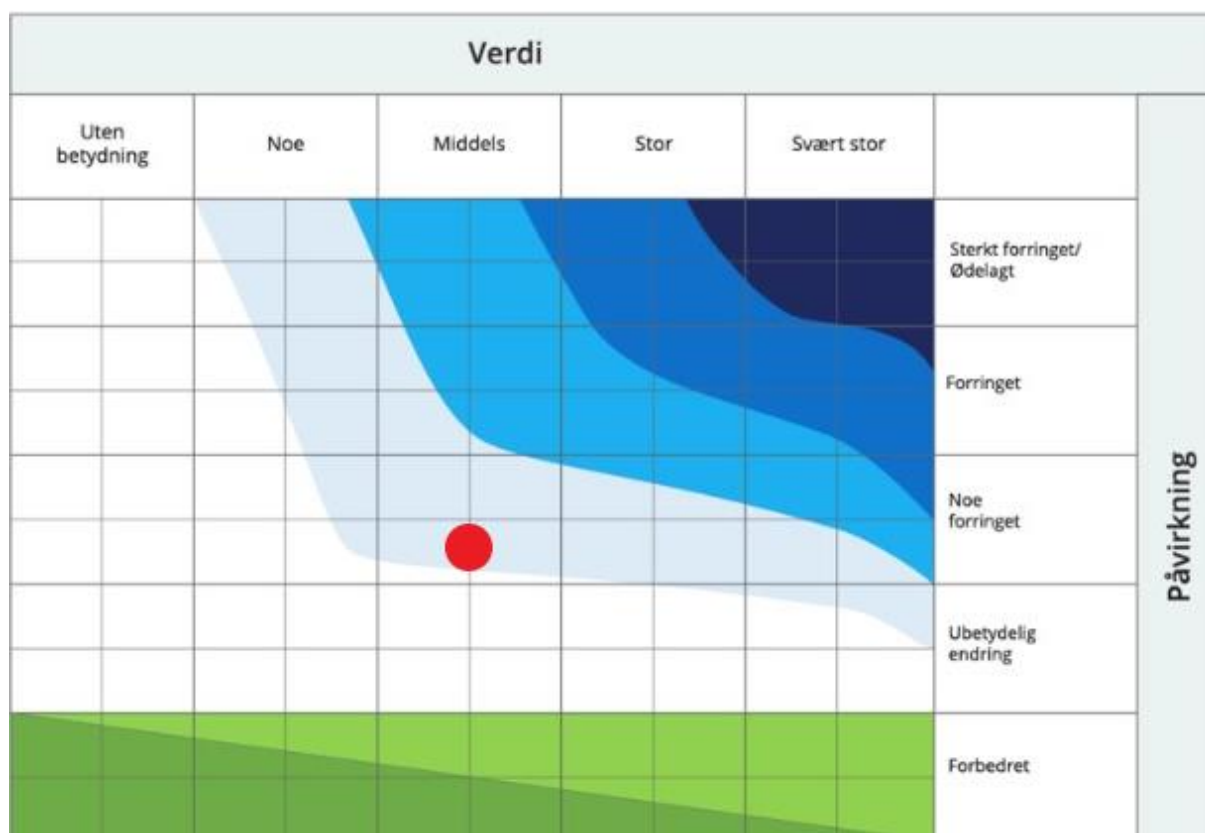 Verdi
Uten
betydning
Noe
Middels
Stor
Svært stor
Sterkt forringet/
Ødelagt
Forringet
Noe
forringet
Ubetydelig
endring
Forbedret
Påvirkning